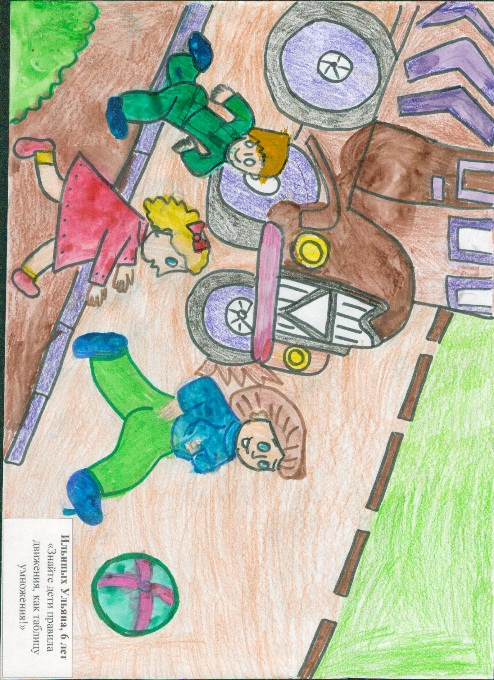 Ильиных Ульяна, 6 лет
«Знайте дети правила
движения, как таблицу
умножения!»